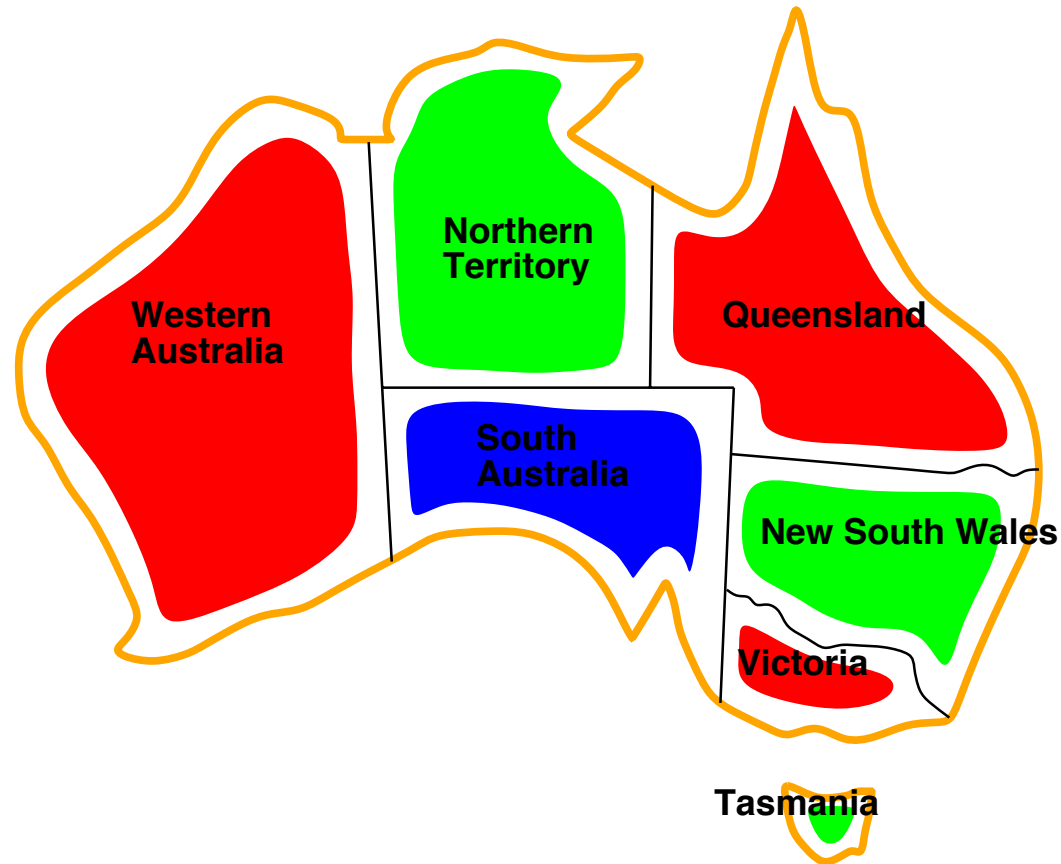 Northern
Territory
Western
Australia
Queensland
South
Australia
New South Wales
Victoria
Tasmania